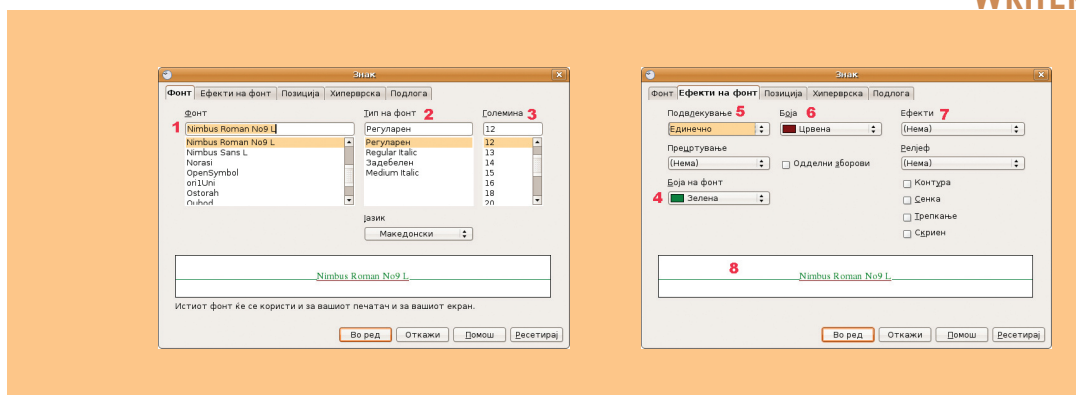 WRITER
Знак
Фонт Ефекти на фонт Позиција Хиперврска Подлога
Фонт
Тип на фонт 2
Големина 3
1 Nimbus Roman No9 L
Регуларен
12
Nimbus Roman No9 L
Nimbus Sans L
Norasi
OpenSymbol
ori1Uni
Ostorah
Ouhod
Регуларен
Regular Italic
Задебелен
Medium Italic
12
13
14
15
16
18
20
Јазик
Македонски
Nimbus Roman No9 L
Истиот фонт ќе се користи и за вашиот печатач и за вашиот екран.
Во ред Откажи Помош Ресетирај
Знак
Фонт Ефекти на фонт Позиција Хиперврска Подлога
Подвлекување 5
Боја 6
Ефекти 7
Единечно
Црвена
(Нема)
Прецртување
Релјеф
(Нема)
Одделни зборови
(Нема)
Боја на фонт
4 Зелена
Контура
Сенка
Трепкање
Скриен
8
Nimbus Roman No9 L
Во ред Откажи Помош Ресетирај